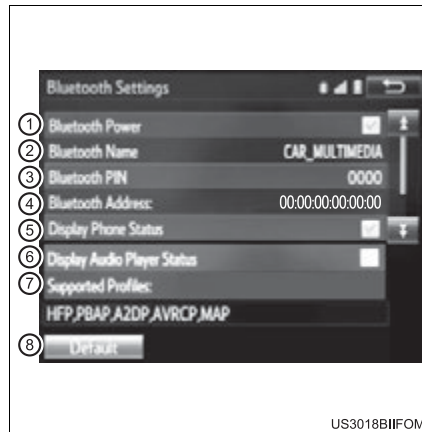 Bluetooth Settings
1 Bluetooth Power
2 Bluetooth Name CAR_MULTIMEDIA
3 Bluetooth PIN 0000
4 Bluetooth Address: 00:00:00:00:00:00
5 Display Phone Status
6 Display Audio Player Status
7 Supported Profiles:
HFP,PBAP,A2DP,AVRCP,MAP
8 Default
US3018BIIFOM